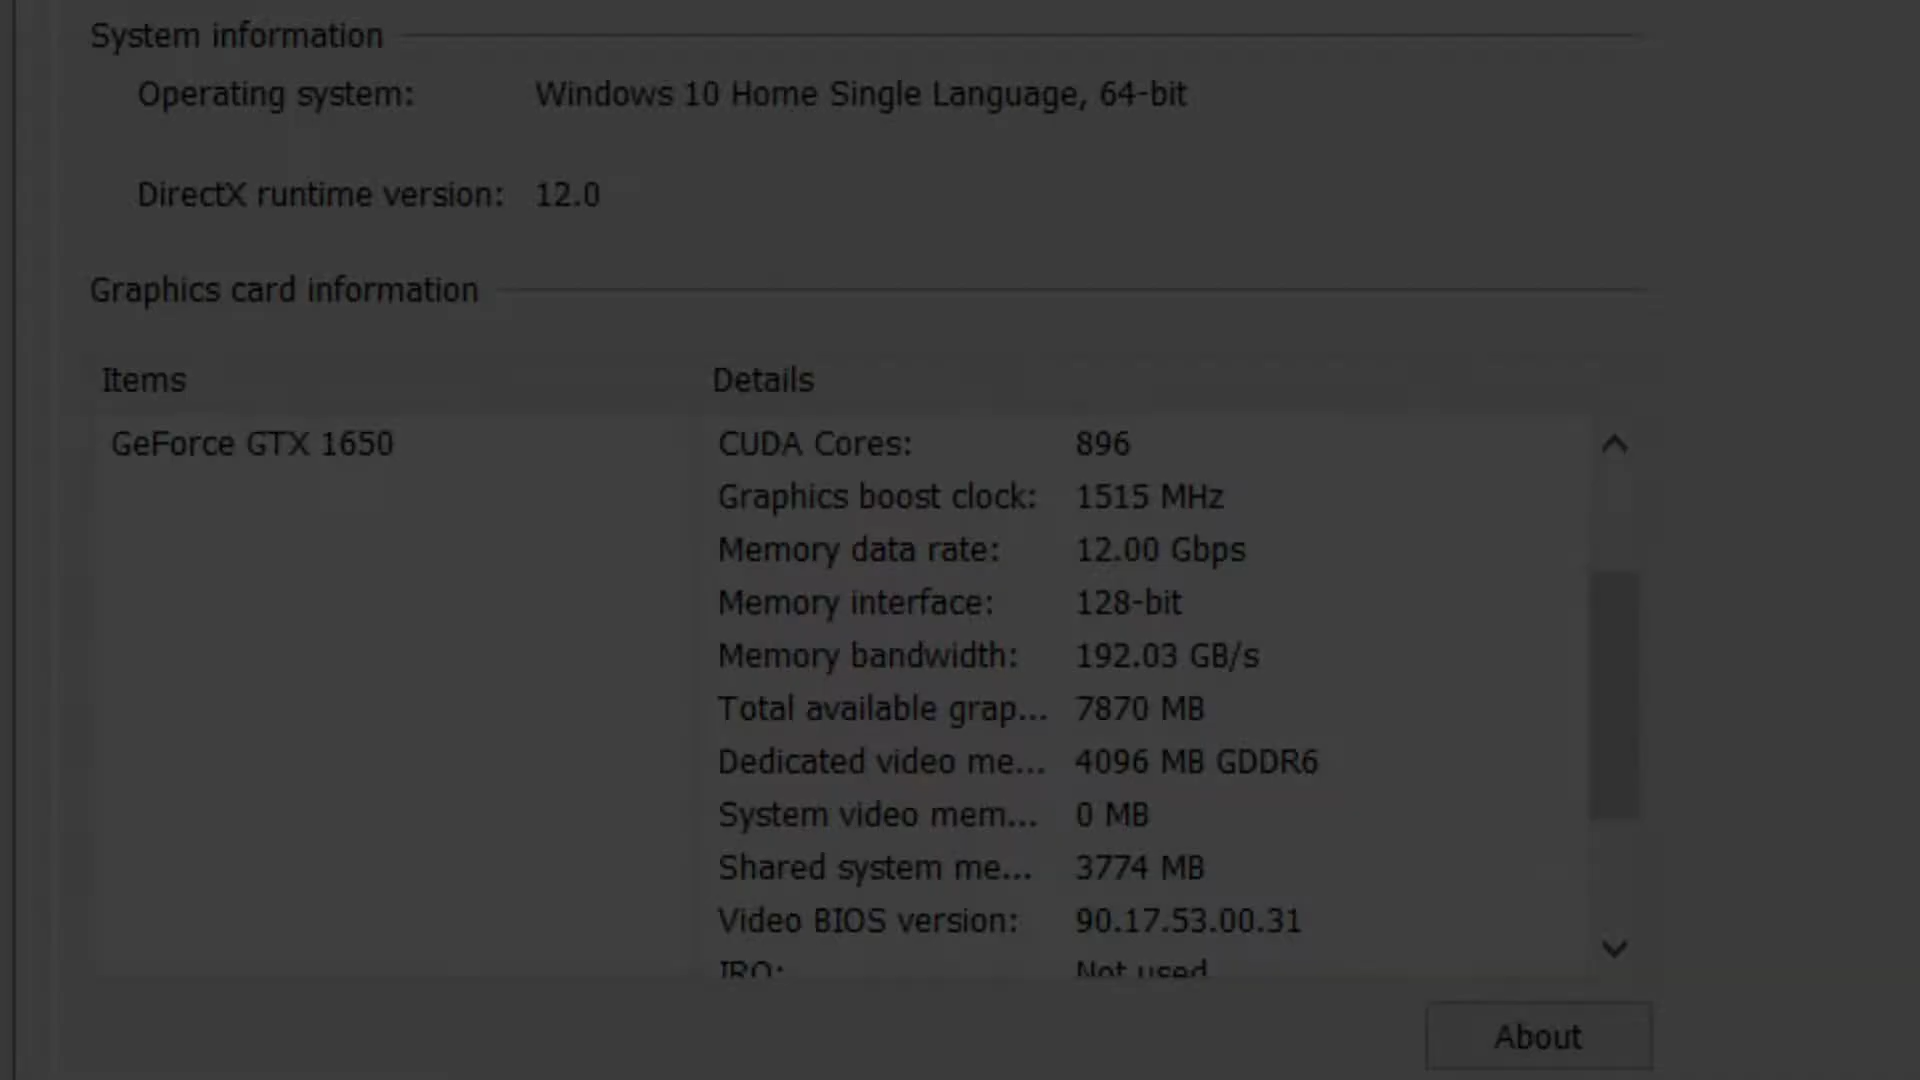 System information
Operating system: Windows 10 Home Single Language, 64-bit
DirectX runtime version: 12.0
Graphics card information
Items Details
GeForce GTX 1650 CUDA Cores: 896
Graphics boost clock: 1515 MHz
Memory data rate: 12.00 Gbps
Memory interface: 128-bit
Memory bandwidth: 192.03 GB/s
Total available grap... 7870 MB
Dedicated video me... 4096 MB GDDR6
System video mem... 0 MB
Shared system me... 3774 MB
Video BIOS version: 90.17.53.00.31
IRQ: Not used
About